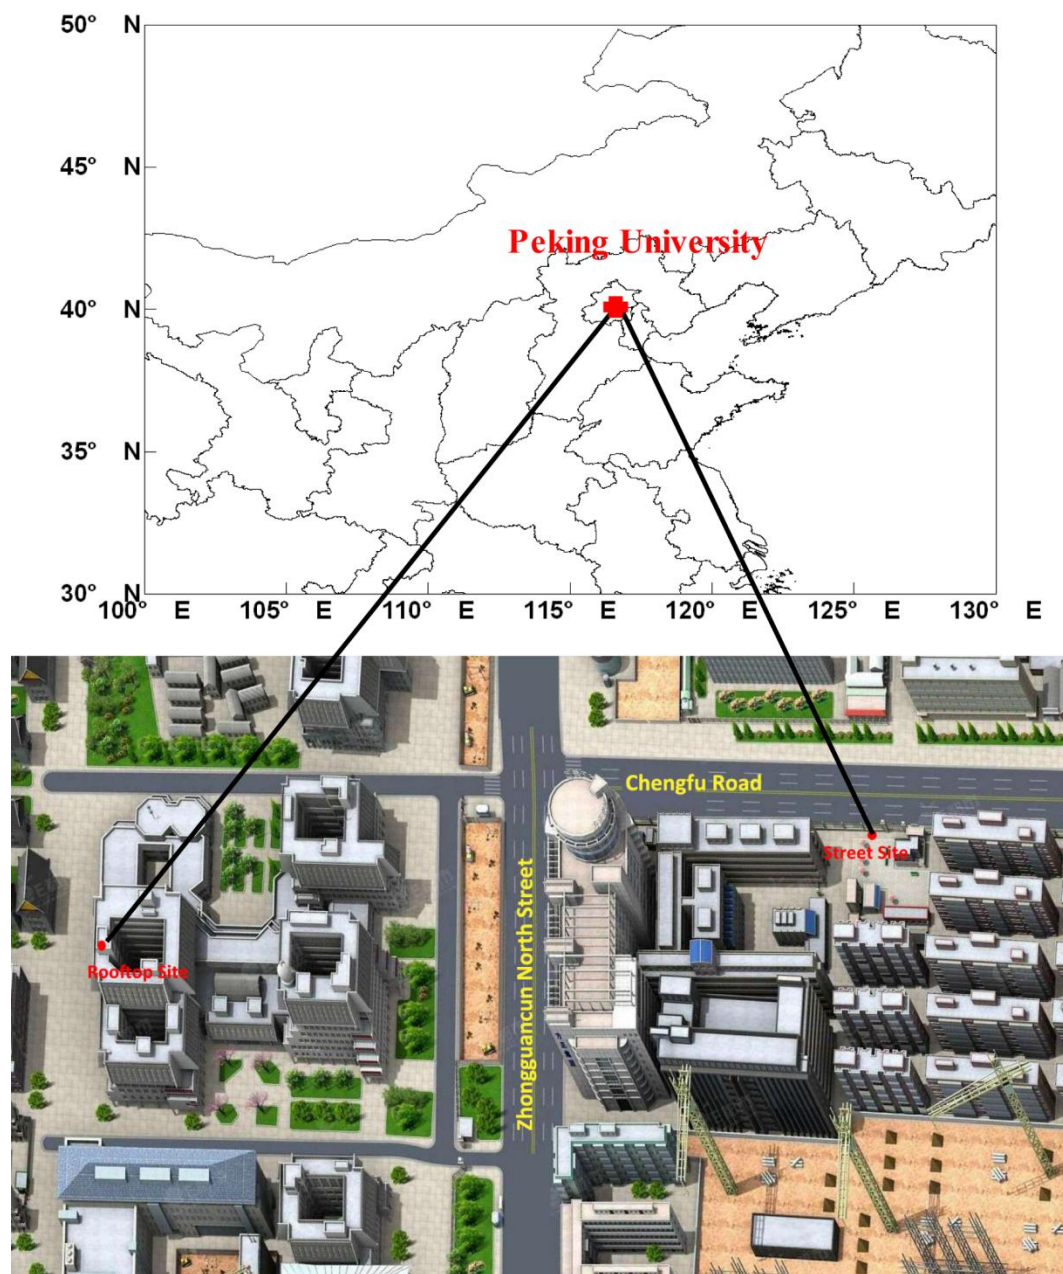 50° N
45° N
Peking University
40° N
35° N
30° N
100° E 105° E 110° E 115° E 120° E 125° E 130° E
Chengfu Road
Street Site
Zhongguancun North Street
Rooftop Site